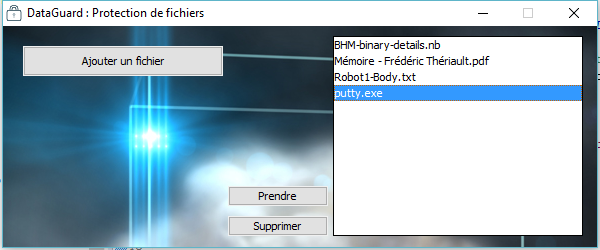 DataGuard : Protection de fichiers
Ajouter un fichier
BHM-binary-details.nb
Mémoire - Frédéric Thériault.pdf
Robot1-Body.txt
putty.exe
Prendre
Supprimer